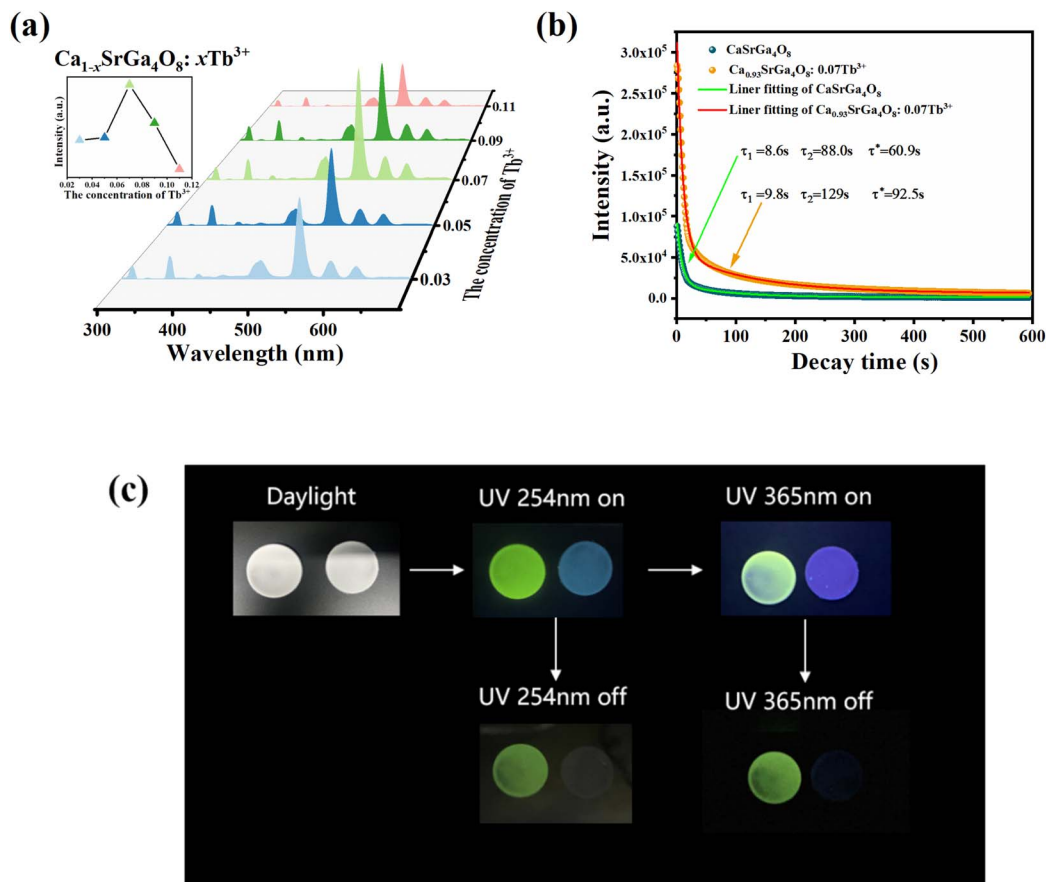 (a)
Ca₁₋ₓSrGa₄O₈: xTb³⁺
Intensity (a.u.)
0.02 0.04 0.06 0.08 0.10 0.12
The concentration of Tb³⁺
0.11
0.09
0.07
0.05
0.03
The concentration of Tb³⁺
300 400 500 600
Wavelength (nm)
(b)
CaSrGa₄O₈
Ca₀.₉₃SrGa₄O₈: 0.07Tb³⁺
Liner fitting of CaSrGa₄O₈
Liner fitting of Ca₀.₉₃SrGa₄O₈: 0.07Tb³⁺
τ₁ =8.6s τ₂=88.0s τ*=60.9s
τ₁ =9.8s τ₂=129s τ*=92.5s
3.0x10⁵
2.5x10⁵
2.0x10⁵
1.5x10⁵
1.0x10⁵
5.0x10⁴
0.0
Intensity (a.u.)
0 100 200 300 400 500 600
Decay time (s)
(c)
Daylight
UV 254nm on
UV 365nm on
UV 254nm off
UV 365nm off